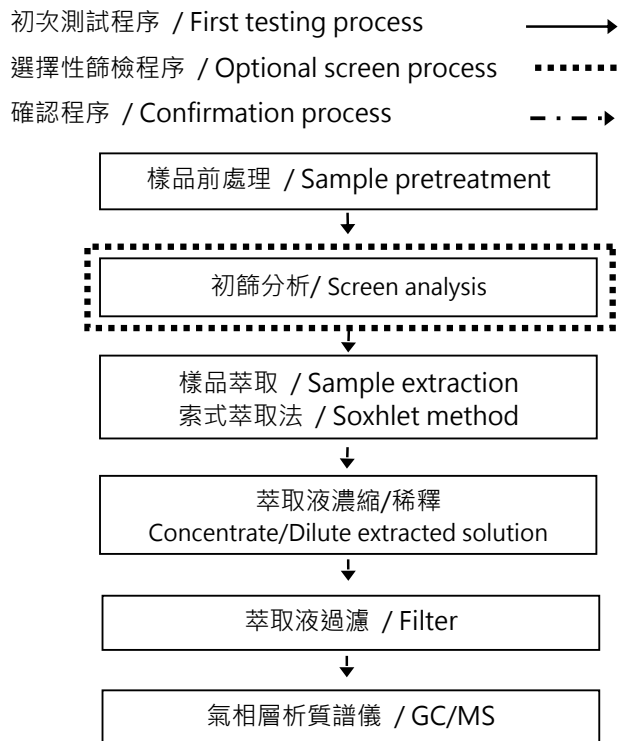 初次測試程序 / First testing process
選擇性篩檢程序 / Optional screen process
確認程序 / Confirmation process
樣品前處理 / Sample pretreatment
初篩分析/ Screen analysis
樣品萃取 / Sample extraction
索式萃取法 / Soxhlet method
萃取液濃縮/稀釋
Concentrate/Dilute extracted solution
萃取液過濾 / Filter
氣相層析質譜儀 / GC/MS